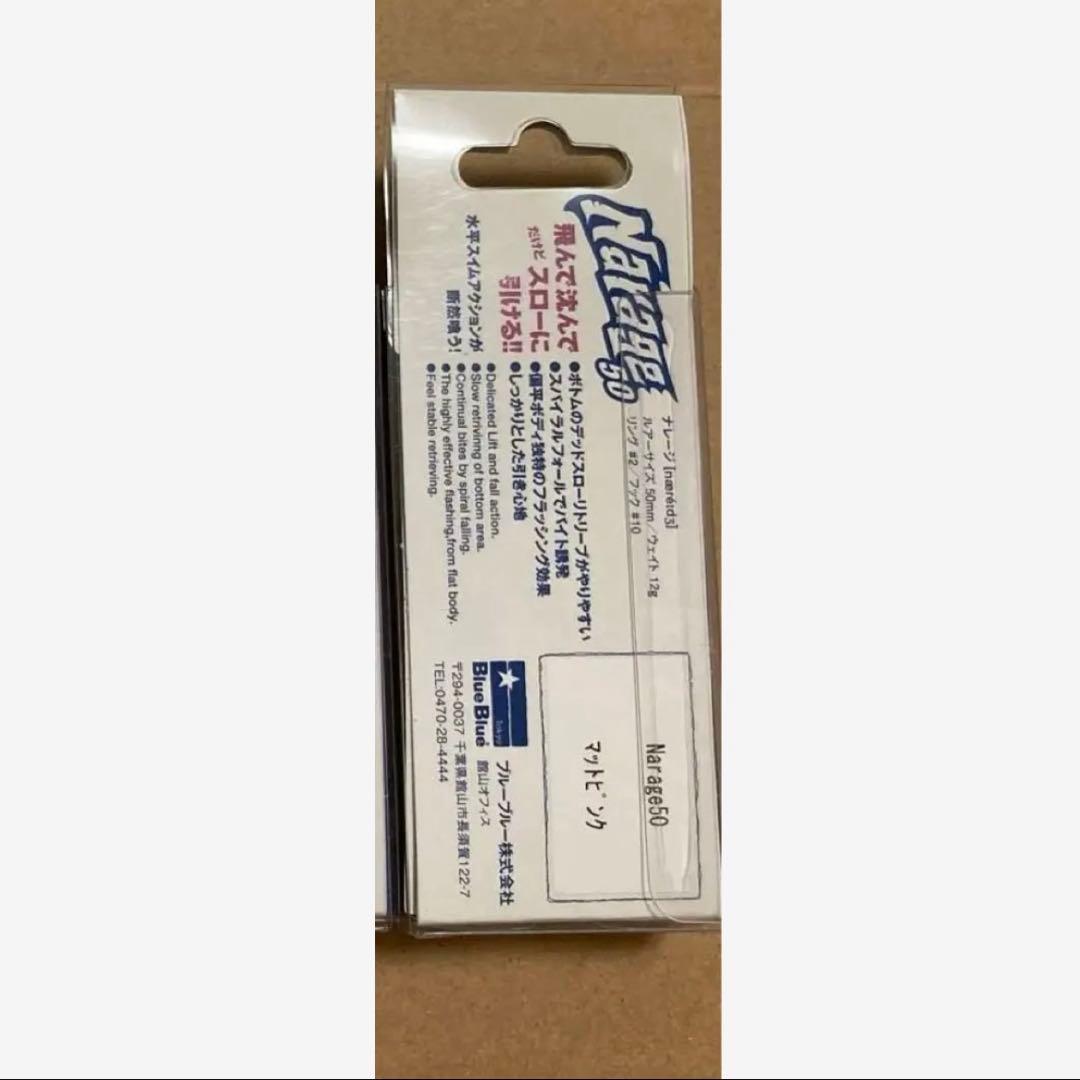 Narage 50
ナレージ [næréɪdʒ]
ルアーサイズ 50mm/ウェイト 12g
リング #2/フック #10
飛んで沈んで
だけど スローに
引ける!!
水平スイムアクションが
断然喰う!
●ボトムのデッドスローリトリーブがやりやすい
●スパイラルフォールでバイト誘発
●偏平ボディ独特のフラッシング効果
●しっかりとした引き心地
●Delicated Lift and fall action.
●Slow retrivinng of bottom area.
●Continual bites by spiral falling.
●The highly effective flashing,from flat body.
●Feel stable retrieving.
Narage50
マットピンク
Tokyo
BlueBlue
ブルーブルー株式会社
館山オフィス
〒294-0037 千葉県館山市長須賀122-7
TEL:0470-28-4444